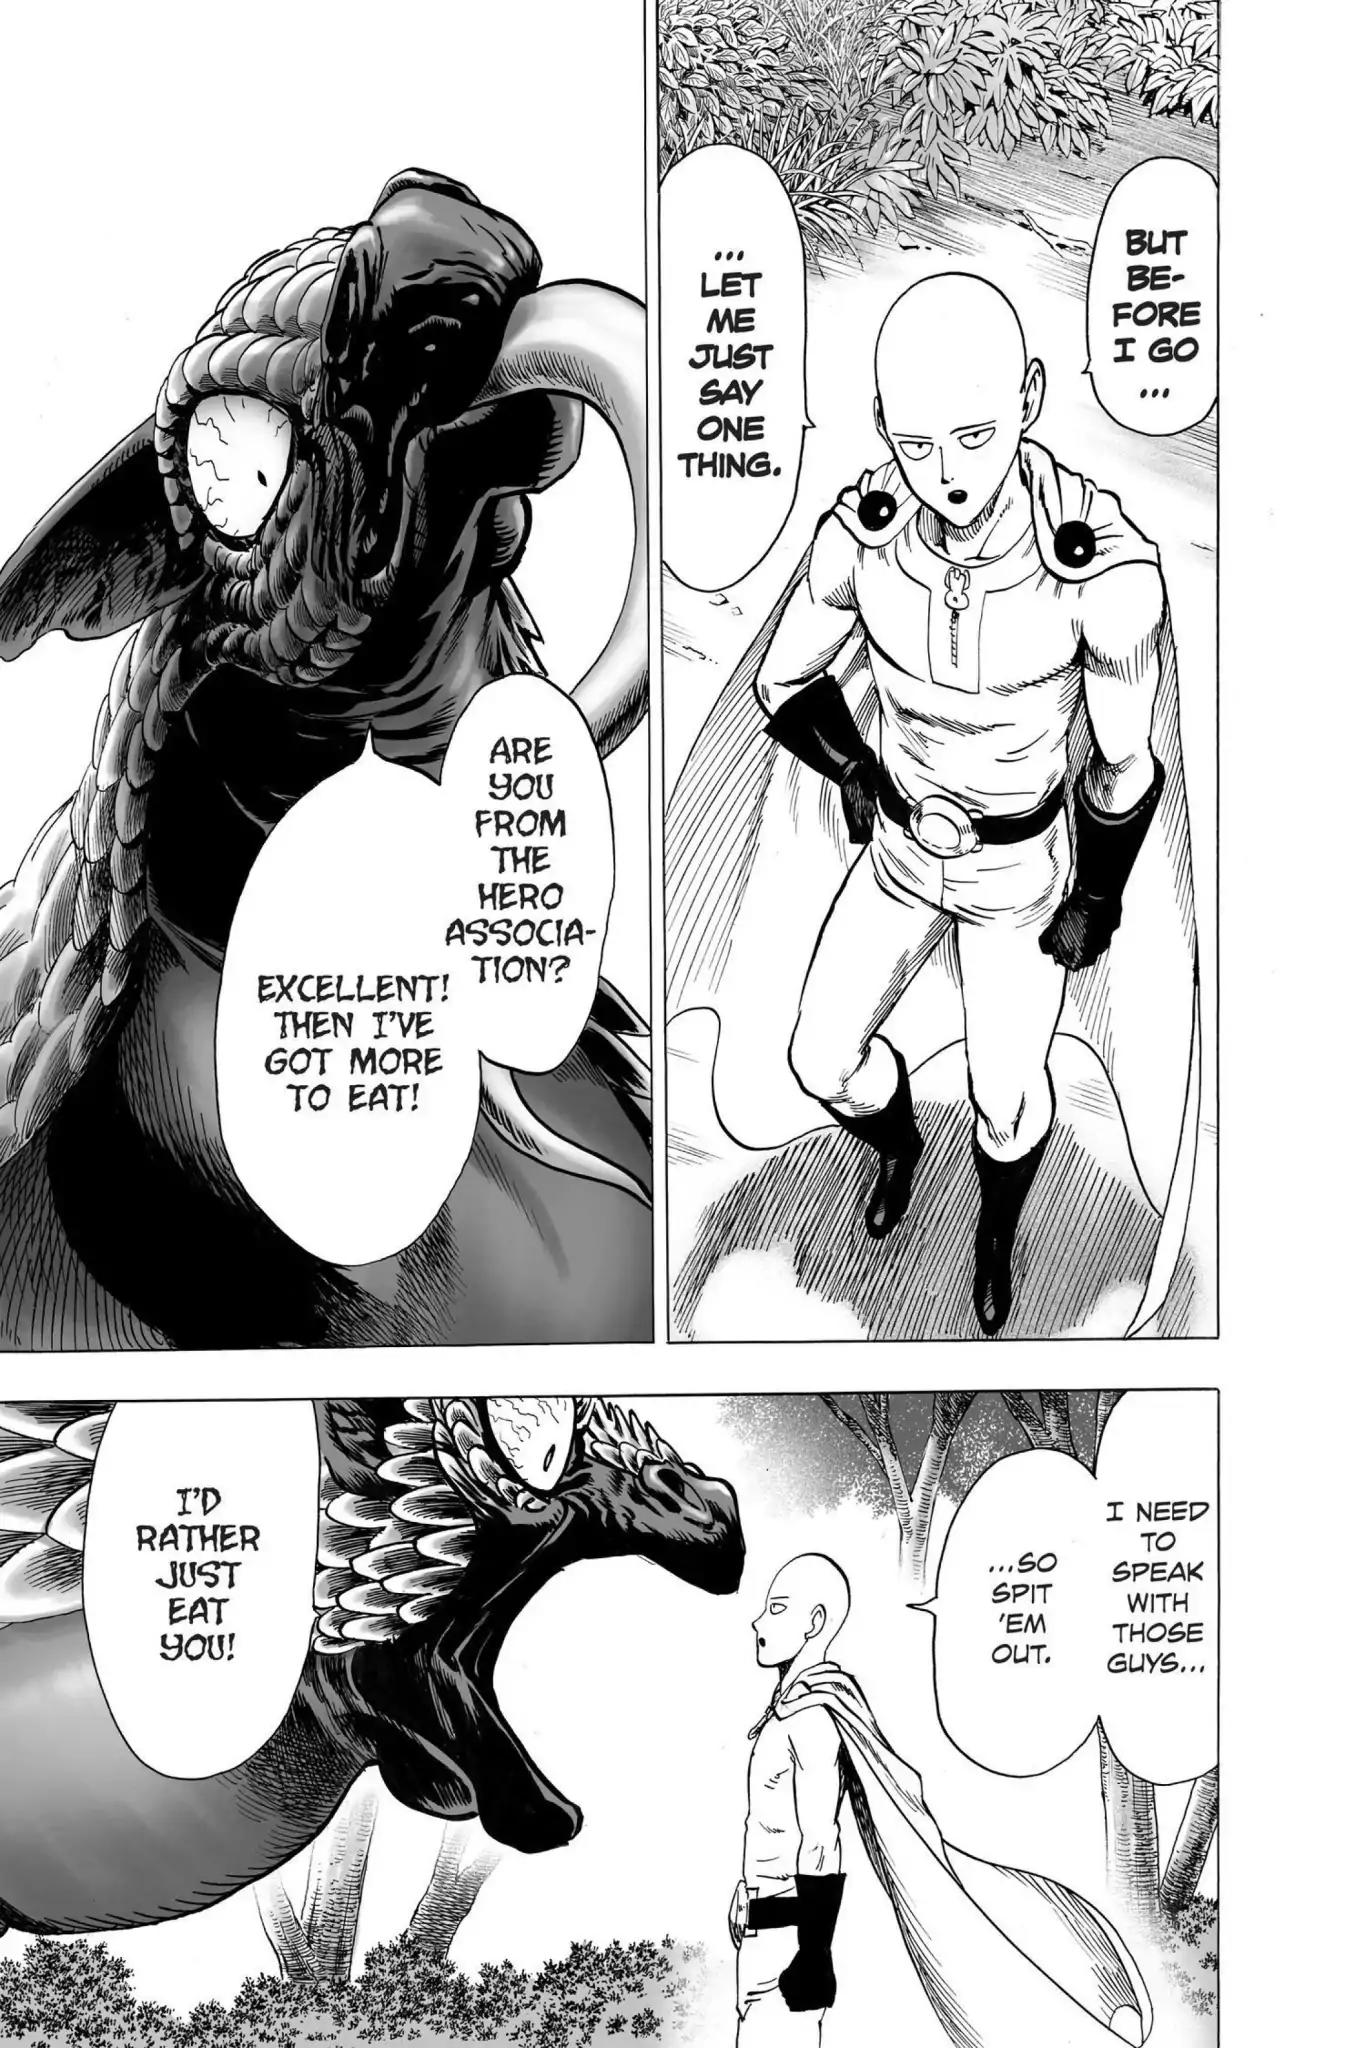 BUT
BE-
FORE
I GO
...
...
LET
ME
JUST
SAY
ONE
THING.
ARE
YOU
FROM
THE
HERO
ASSOCIA-
TION?
EXCELLENT!
THEN I'VE
GOT MORE
TO EAT!
I NEED
TO
SPEAK
WITH
THOSE
GUYS...
...SO
SPIT
'EM
OUT.
I'D
RATHER
JUST
EAT
YOU!